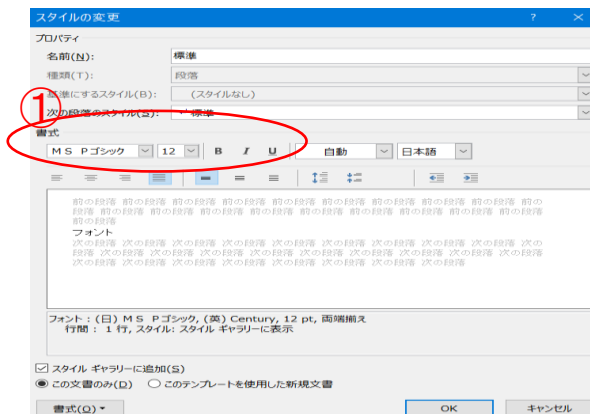 スタイルの変更 ? ×
プロパティ
名前(N): 標準
種類(T): 段落
基準にするスタイル(B): (スタイルなし)
①
次の段落のスタイル(S): 標準
書式
MS Pゴシック 12 B I U 自動 日本語
前の段落 前の段落 前の段落 前の段落 前の段落 前の段落 前の段落 前の段落 前の段落 前の
段落 前の段落 前の段落 前の段落 前の段落 前の段落 前の段落 前の段落 前の段落 前の段落
前の段落
フォント
次の段落 次の段落 次の段落 次の段落 次の段落 次の段落 次の段落 次の段落 次の段落 次の
段落 次の段落 次の段落 次の段落 次の段落 次の段落 次の段落 次の段落 次の段落 次の段落
次の段落 次の段落 次の段落 次の段落 次の段落 次の段落 次の段落
フォント : (日) MS Pゴシック, (英) Century, 12 pt, 両端揃え
行間 : 1 行, スタイル: スタイル ギャラリーに表示
スタイル ギャラリーに追加(S)
この文書のみ(D) このテンプレートを使用した新規文書
書式(O) OK キャンセル